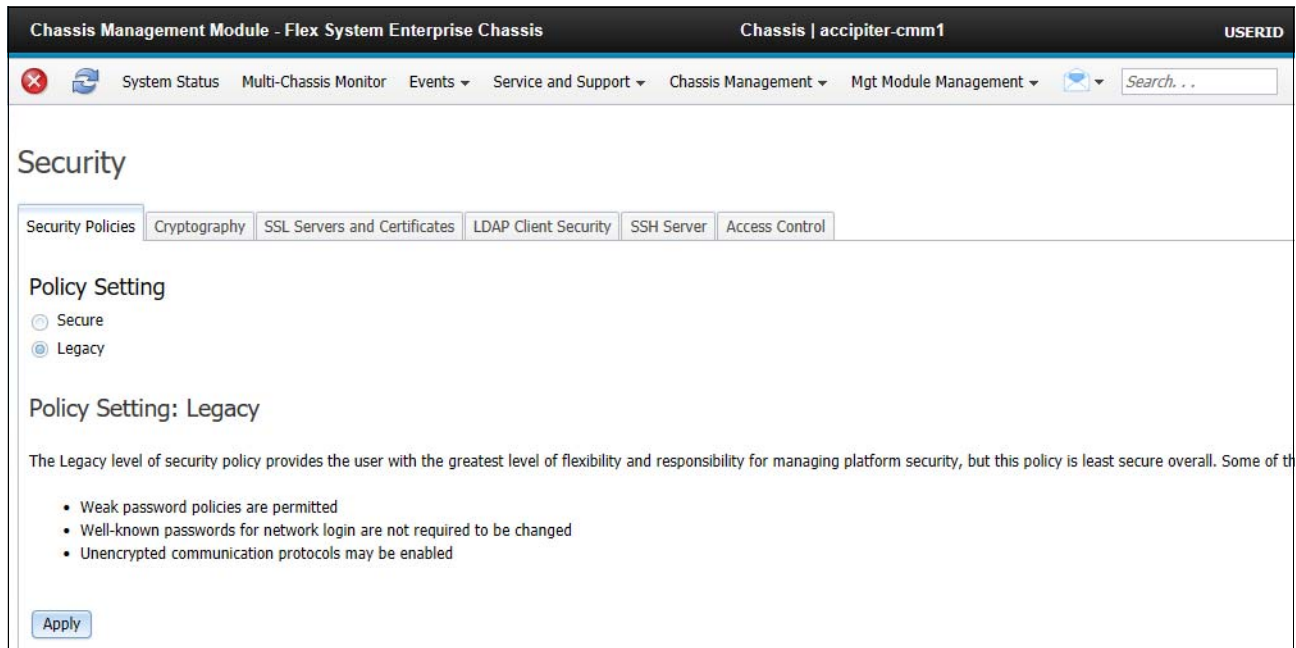 Chassis Management Module - Flex System Enterprise Chassis Chassis | accipiter-cmm1 USERID
System Status Multi-Chassis Monitor Events Service and Support Chassis Management Mgt Module Management Search. . .
Security
Security Policies Cryptography SSL Servers and Certificates LDAP Client Security SSH Server Access Control
Policy Setting
Secure
Legacy
Policy Setting: Legacy
The Legacy level of security policy provides the user with the greatest level of flexibility and responsibility for managing platform security, but this policy is least secure overall. Some of th
• Weak password policies are permitted
• Well-known passwords for network login are not required to be changed
• Unencrypted communication protocols may be enabled
Apply